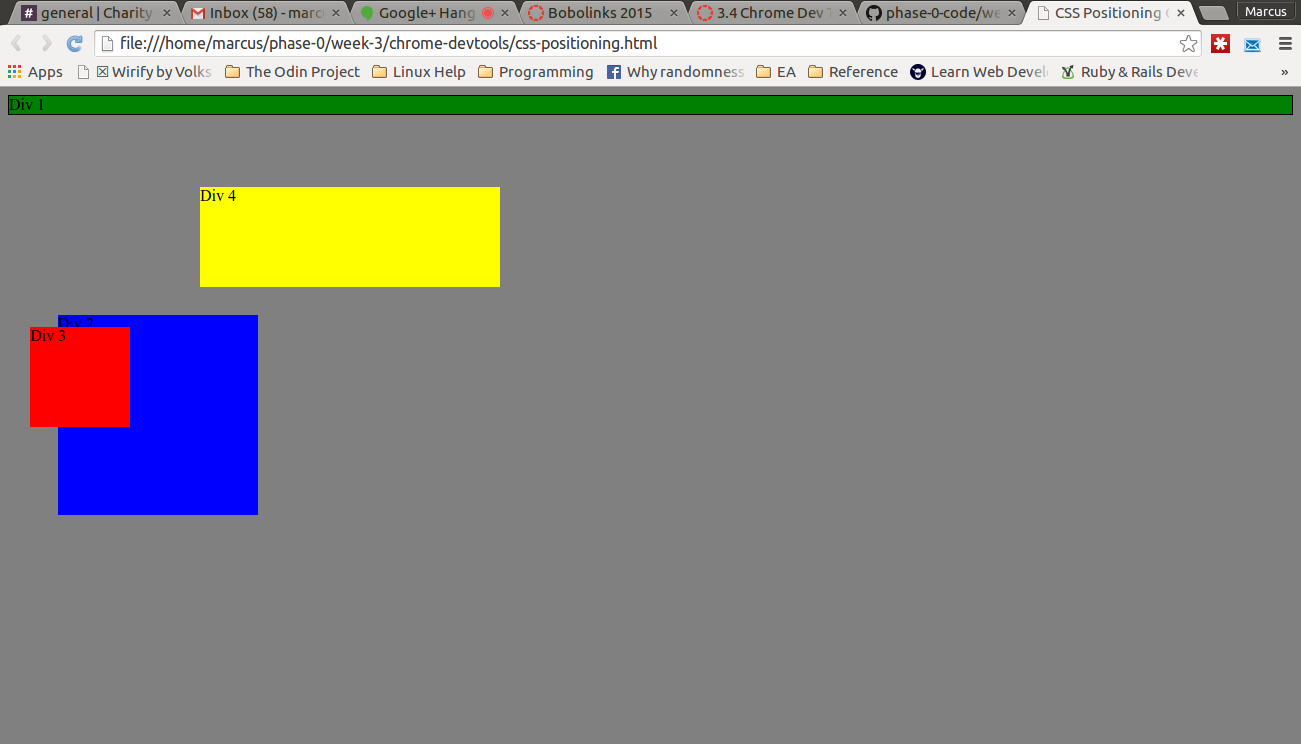 # general | Charity
Inbox (58) - marc
Google+ Hang
Bobolinks 2015
3.4 Chrome Dev
phase-0-code/we
CSS Positioning
Marcus
file:///home/marcus/phase-0/week-3/chrome-devtools/css-positioning.html
Apps
Wirify by Volks
The Odin Project
Linux Help
Programming
Why randomness
EA
Reference
Learn Web Devel
Ruby & Rails Deve
»
Div 1
Div 4
Div 2
Div 3